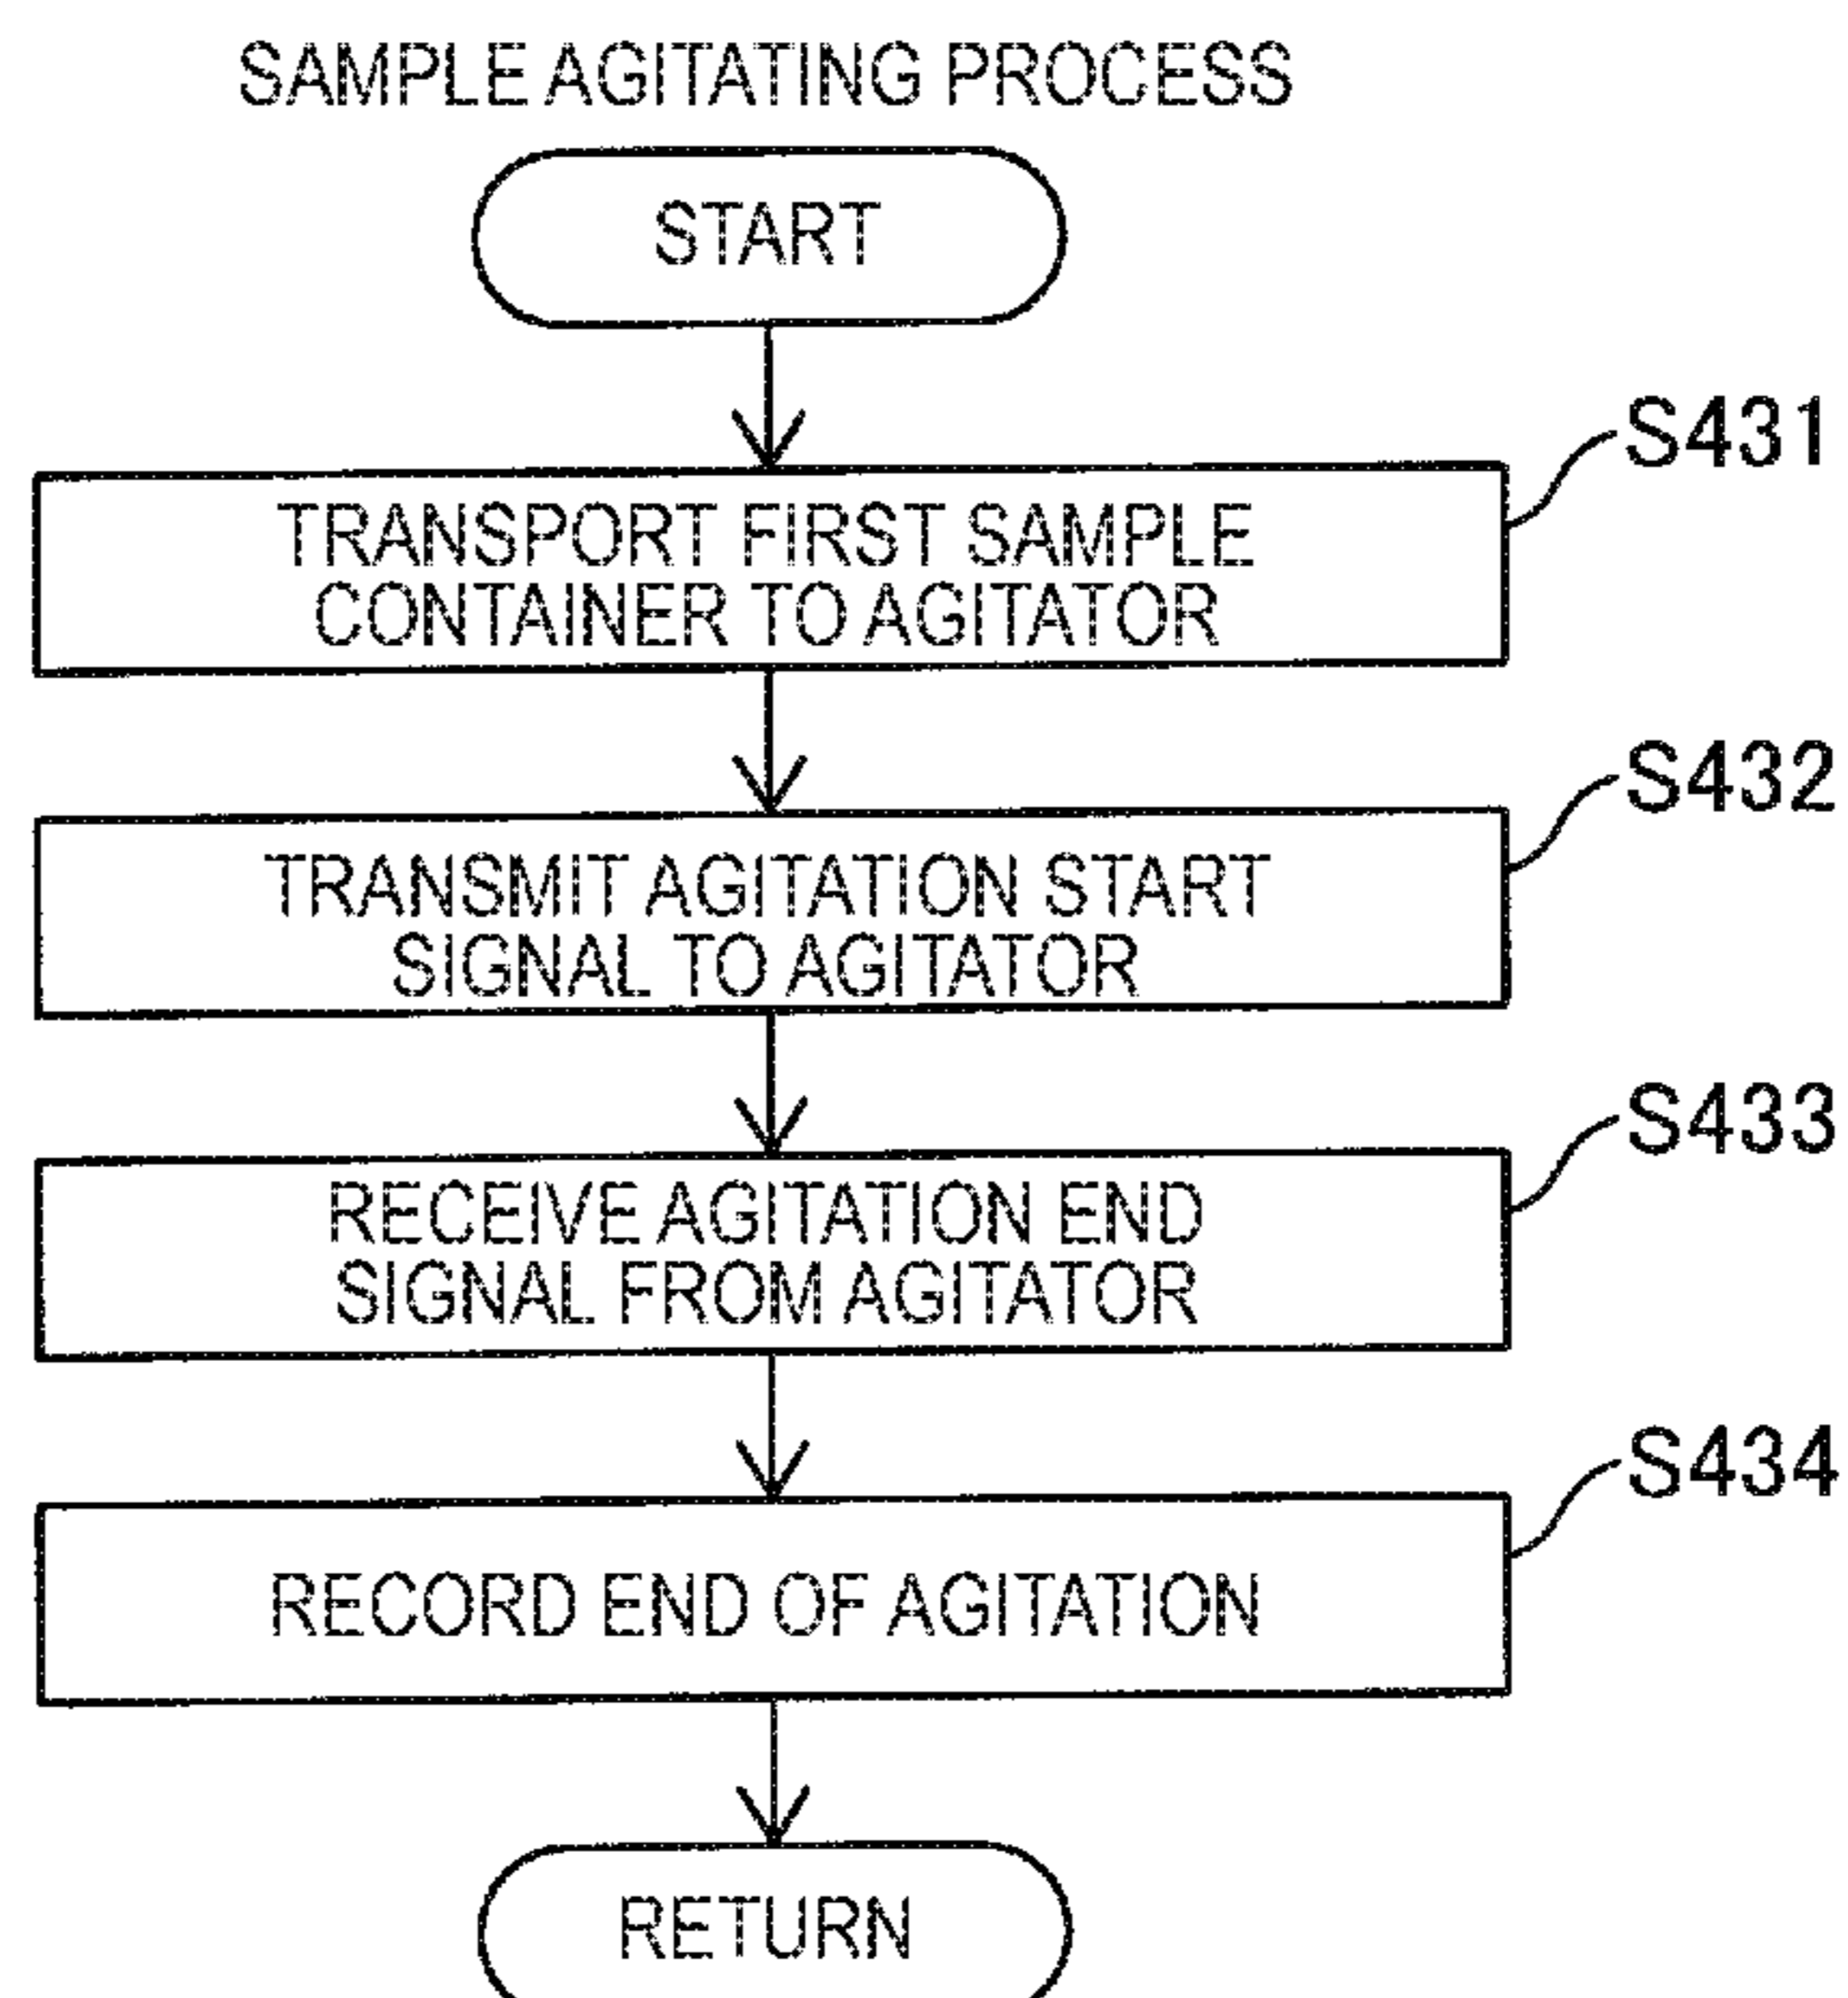 SAMPLE AGITATING PROCESS
START
S431
TRANSPORT FIRST SAMPLE
CONTAINER TO AGITATOR
S432
TRANSMIT AGITATION START
SIGNAL TO AGITATOR
S433
RECEIVE AGITATION END
SIGNAL FROM AGITATOR
S434
RECORD END OF AGITATION
RETURN